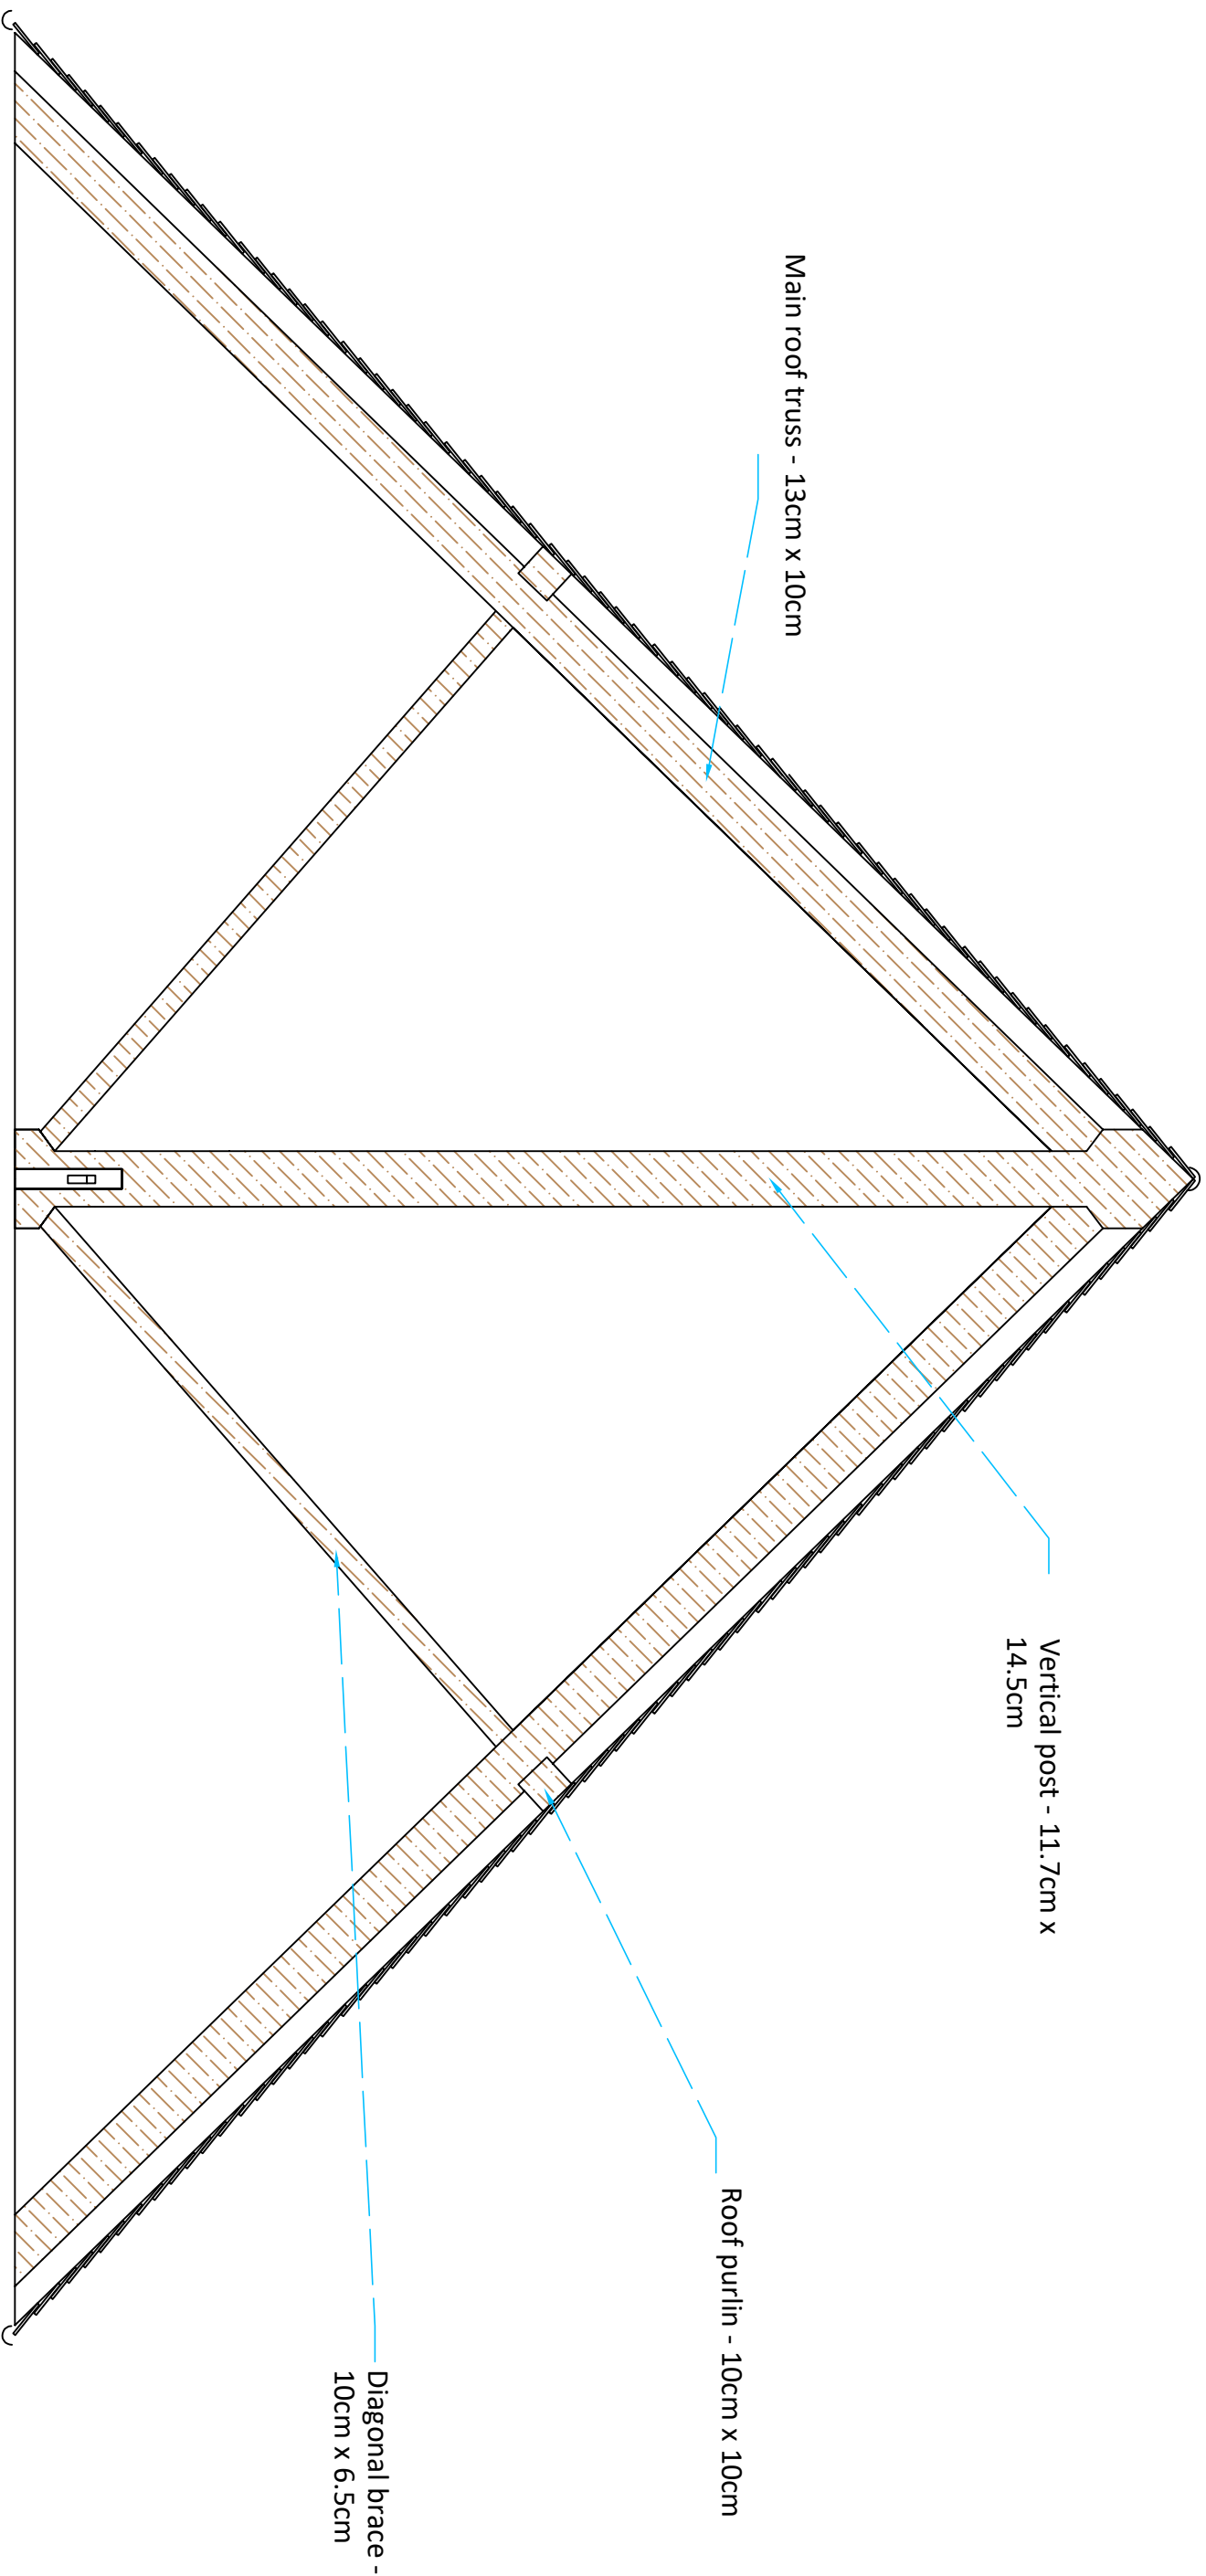 Main roof truss - 13cm x 10cm
Vertical post - 11.7cm x
14.5cm
Roof purlin - 10cm x 10cm
Diagonal brace -
10cm x 6.5cm